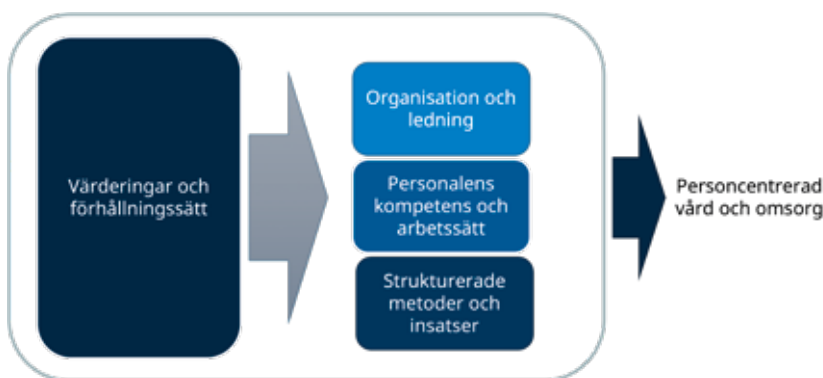 Värderingar och
förhållningssätt
Organisation och
ledning
Personalens
kompetens och
arbetssätt
Strukturerade
metoder och
insatser
Personcentrerad
vård och omsorg